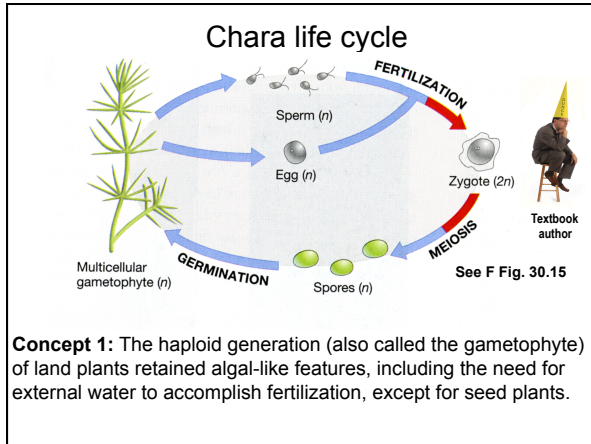 Chara life cycle
FERTILIZATION
Sperm (n)
Egg (n)
Zygote (2n)
Textbook
author
MEIOSIS
See F Fig. 30.15
Spores (n)
GERMINATION
Multicellular
gametophyte (n)
Concept 1: The haploid generation (also called the gametophyte)
of land plants retained algal-like features, including the need for
external water to accomplish fertilization, except for seed plants.